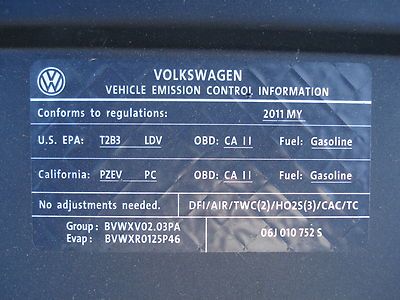 VOLKSWAGEN
VEHICLE EMISSION CONTROL INFORMATION
Conforms to regulations: 2011 MY
U.S. EPA: T2B3 LDV OBD: CA II Fuel: Gasoline
California: PZEV PC OBD: CA II Fuel: Gasoline
No adjustments needed. DFI/AIR/TWC(2)/HO2S(3)/CAC/TC
Group: BVWXV02.03PA
Evap: BVWXR0125P46
06J 010 752 S